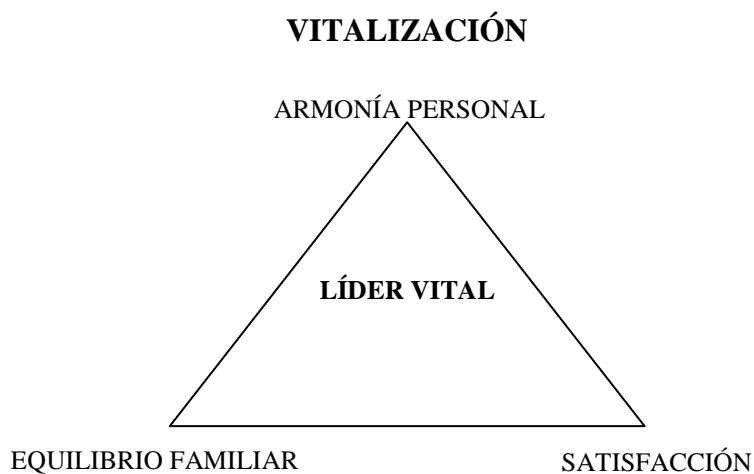 VITALIZACIÓN
ARMONÍA PERSONAL
LÍDER VITAL
EQUILIBRIO FAMILIAR
SATISFACCIÓN